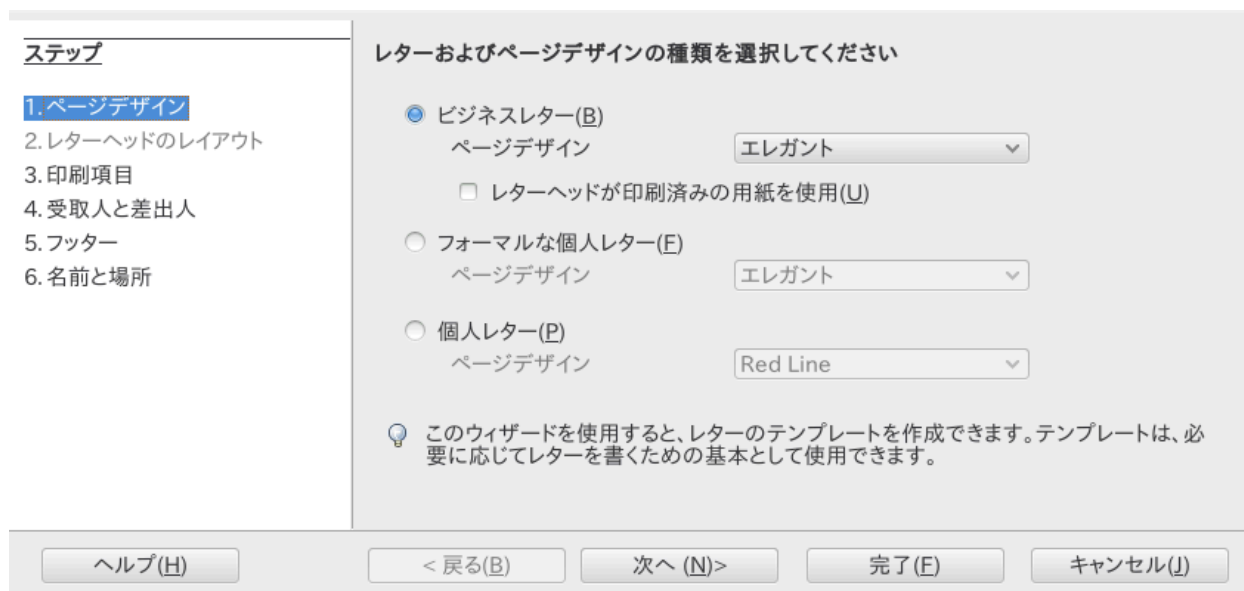 ステップ
1.ページデザイン
2.レターヘッドのレイアウト
3.印刷項目
4.受取人と差出人
5.フッター
6.名前と場所
レターおよびページデザインの種類を選択してください
ビジネスレター(B)
ページデザイン エレガント
レターヘッドが印刷済みの用紙を使用(U)
フォーマルな個人レター(F)
ページデザイン エレガント
個人レター(P)
ページデザイン Red Line
このウィザードを使用すると、レターのテンプレートを作成できます。テンプレートは、必
要に応じてレターを書くための基本として使用できます。
ヘルプ(H) < 戻る(B) 次へ (N)> 完了(F) キャンセル(J)